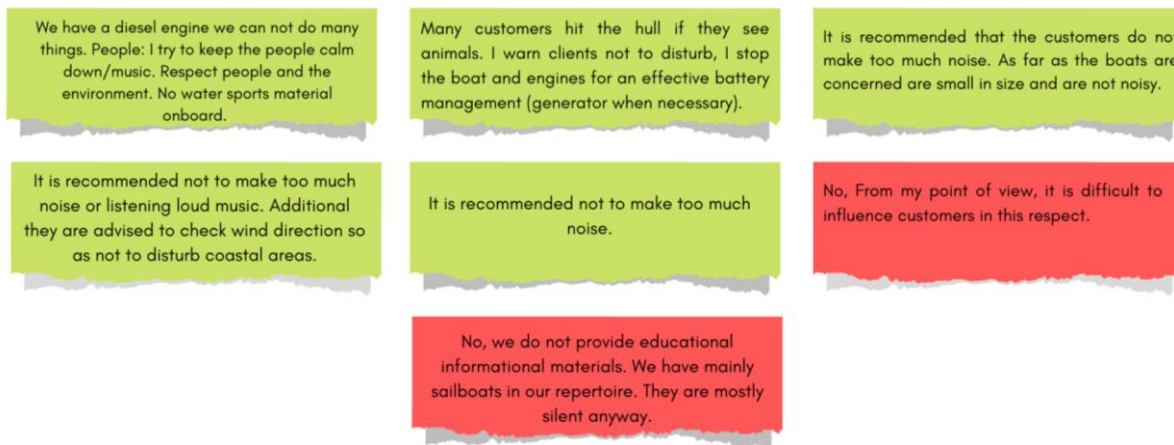 We have a diesel engine we can not do many
things. People: I try to keep the people calm
down/music. Respect people and the
environment. No water sports material
onboard.
Many customers hit the hull if they see
animals. I warn clients not to disturb, I stop
the boat and engines for an effective battery
management (generator when necessary).
It is recommended that the customers do not
make too much noise. As far as the boats are
concerned are small in size and are not noisy.
It is recommended not to make too much
noise or listening loud music. Additional
they are advised to check wind direction so
as not to disturb coastal areas.
It is recommended not to make too much
noise.
No, From my point of view, it is difficult to
influence customers in this respect.
No, we do not provide educational
informational materials. We have mainly
sailboats in our repertoire. They are mostly
silent anyway.